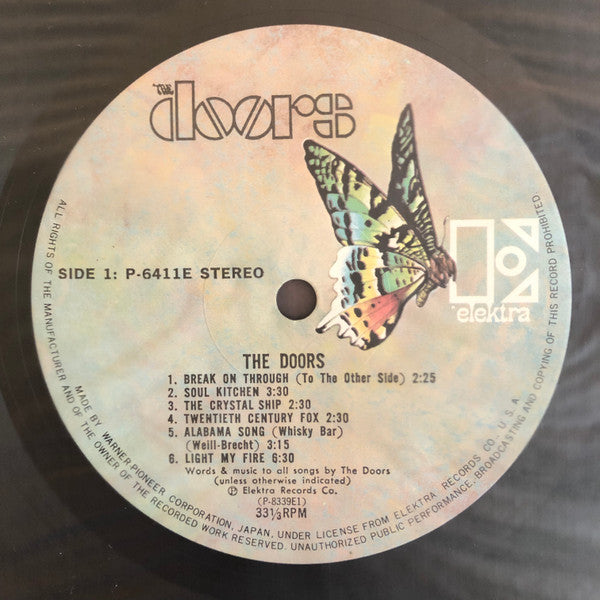 THE
doors
elektra
SIDE 1: P-6411E STEREO
THE DOORS
1. BREAK ON THROUGH (To The Other Side) 2:25
2. SOUL KITCHEN 3:30
3. THE CRYSTAL SHIP 2:30
4. TWENTIETH CENTURY FOX 2:30
5. ALABAMA SONG (Whisky Bar)
(Weill-Brecht) 3:15
6. LIGHT MY FIRE 6:30
Words & music to all songs by The Doors
(unless otherwise indicated)
Ⓟ Elektra Records Co.
(P-8339E1)
33⅓RPM
MADE BY WARNER-PIONEER CORPORATION, JAPAN, UNDER LICENSE FROM ELEKTRA RECORDS CO., U.S.A.
ALL RIGHTS OF THE MANUFACTURER AND OF THE OWNER OF THE RECORDED WORK RESERVED. UNAUTHORIZED PUBLIC PERFORMANCE, BROADCASTING AND COPYING OF THIS RECORD PROHIBITED.